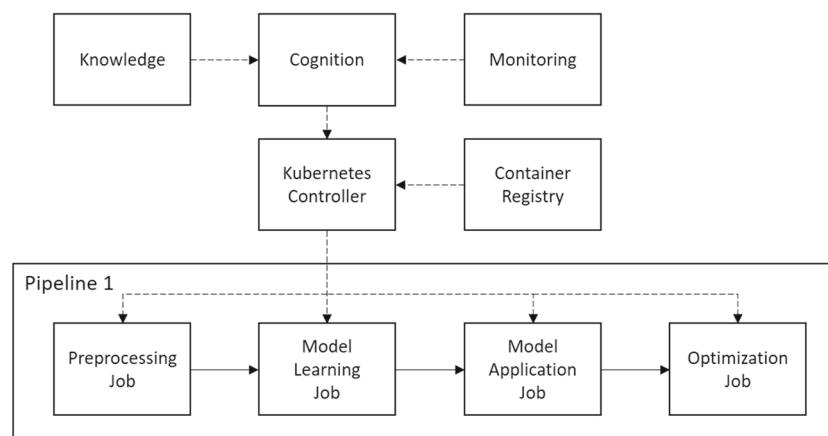 Knowledge
Cognition
Monitoring
Kubernetes
Controller
Container
Registry
Pipeline 1
Preprocessing
Job
Model
Learning
Job
Model
Application
Job
Optimization
Job